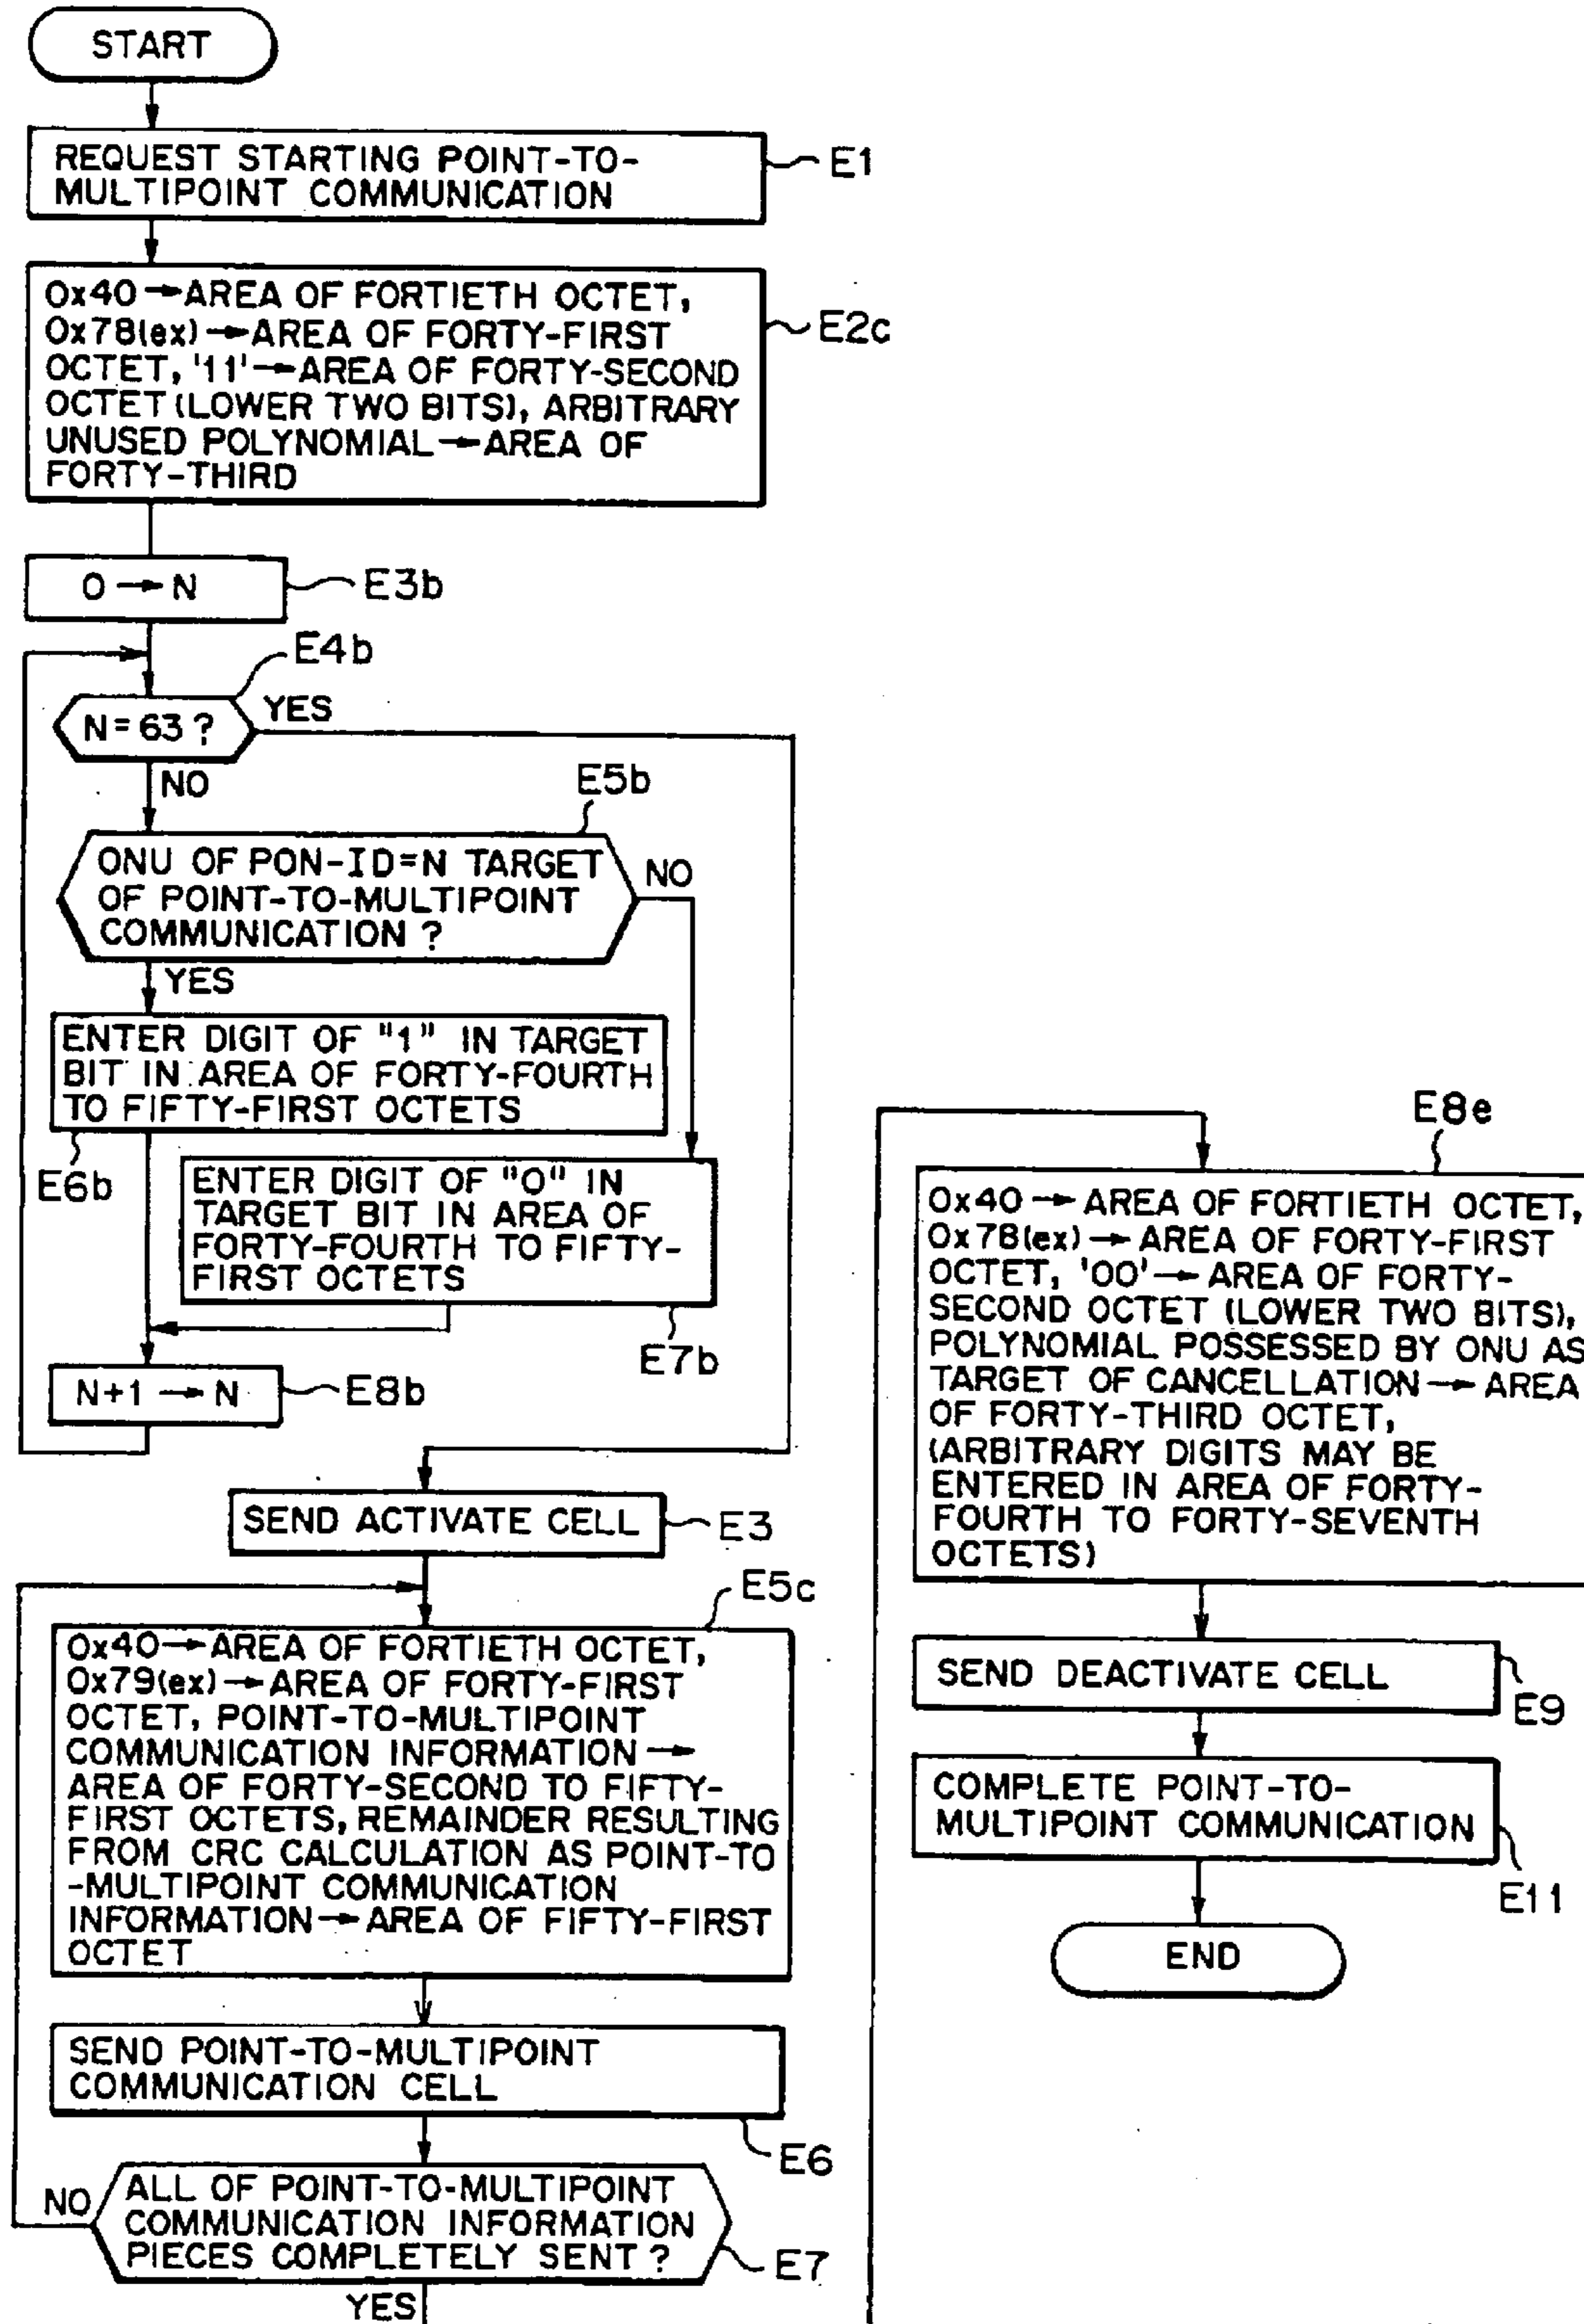 START
REQUEST STARTING POINT-TO-
MULTIPOINT COMMUNICATION
E1
0x40→AREA OF FORTIETH OCTET,
0x78(ex)→AREA OF FORTY-FIRST
OCTET, '11'→AREA OF FORTY-SECOND
OCTET (LOWER TWO BITS), ARBITRARY
UNUSED POLYNOMIAL→AREA OF
FORTY-THIRD
E2c
0→N
E3b
E4b
N=63?
YES
NO
E5b
ONU OF PON-ID=N TARGET
OF POINT-TO-MULTIPOINT
COMMUNICATION?
NO
YES
ENTER DIGIT OF "1" IN TARGET
BIT IN AREA OF FORTY-FOURTH
TO FIFTY-FIRST OCTETS
E6b
ENTER DIGIT OF "0" IN
TARGET BIT IN AREA OF
FORTY-FOURTH TO FIFTY-
FIRST OCTETS
E7b
N+1→N
E8b
SEND ACTIVATE CELL
E3
E5c
0x40→AREA OF FORTIETH OCTET,
0x79(ex)→AREA OF FORTY-FIRST
OCTET, POINT-TO-MULTIPOINT
COMMUNICATION INFORMATION→
AREA OF FORTY-SECOND TO FIFTY-
FIRST OCTETS, REMAINDER RESULTING
FROM CRC CALCULATION AS POINT-TO
-MULTIPOINT COMMUNICATION
INFORMATION→AREA OF FIFTY-FIRST
OCTET
SEND POINT-TO-MULTIPOINT
COMMUNICATION CELL
E6
ALL OF POINT-TO-MULTIPOINT
COMMUNICATION INFORMATION
PIECES COMPLETELY SENT?
NO
E7
YES
E8e
0x40→AREA OF FORTIETH OCTET,
0x78(ex)→AREA OF FORTY-FIRST
OCTET, '00'→AREA OF FORTY-
SECOND OCTET (LOWER TWO BITS),
POLYNOMIAL POSSESSED BY ONU AS
TARGET OF CANCELLATION→AREA
OF FORTY-THIRD OCTET,
(ARBITRARY DIGITS MAY BE
ENTERED IN AREA OF FORTY-
FOURTH TO FORTY-SEVENTH
OCTETS)
SEND DEACTIVATE CELL
E9
COMPLETE POINT-TO-
MULTIPOINT COMMUNICATION
E11
END